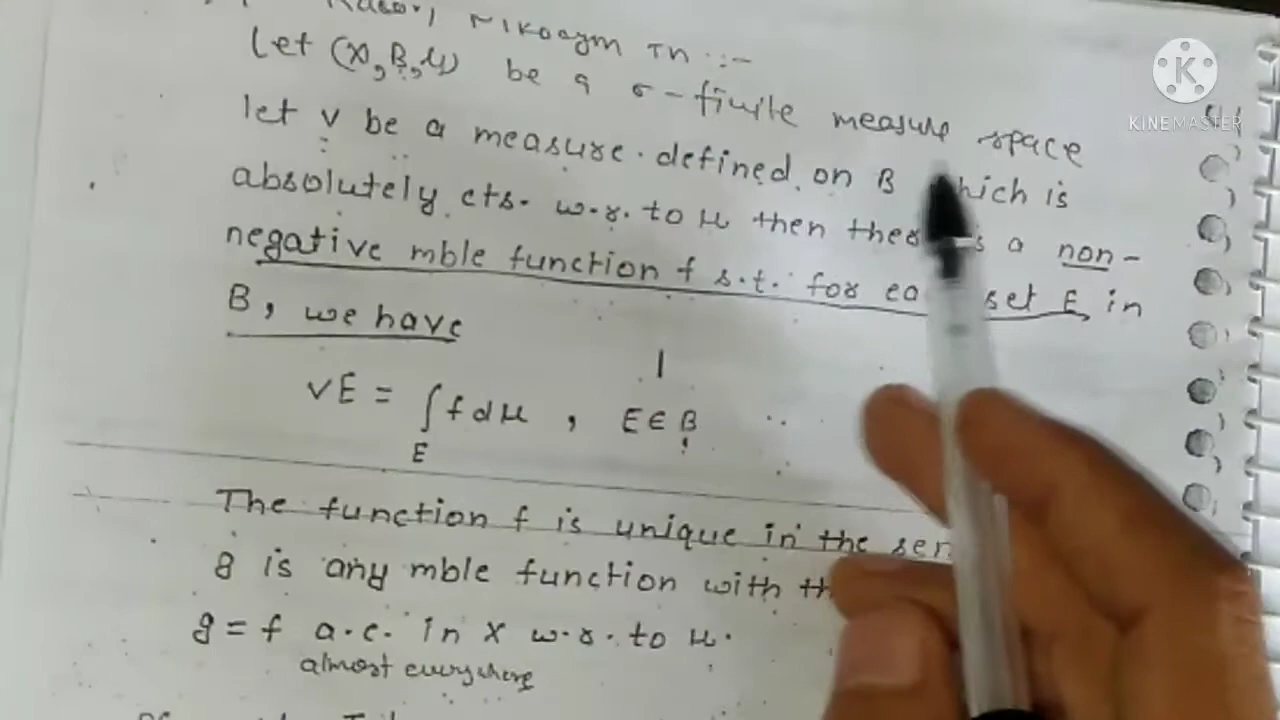 Nikodym Th :-
Let (X, B, μ) be a σ-finite measure space
let v be a measure defined on B which is
absolutely cts. w.r. to μ then there is a non-
negative mble function f s.t. for each set E in
B, we have
vE = ∫ f dμ , E ∈ B
E
The function f is unique in the
g is any mble function with
g = f a.e. in X w.r. to μ.
almost everywhere
K
KINEMASTER